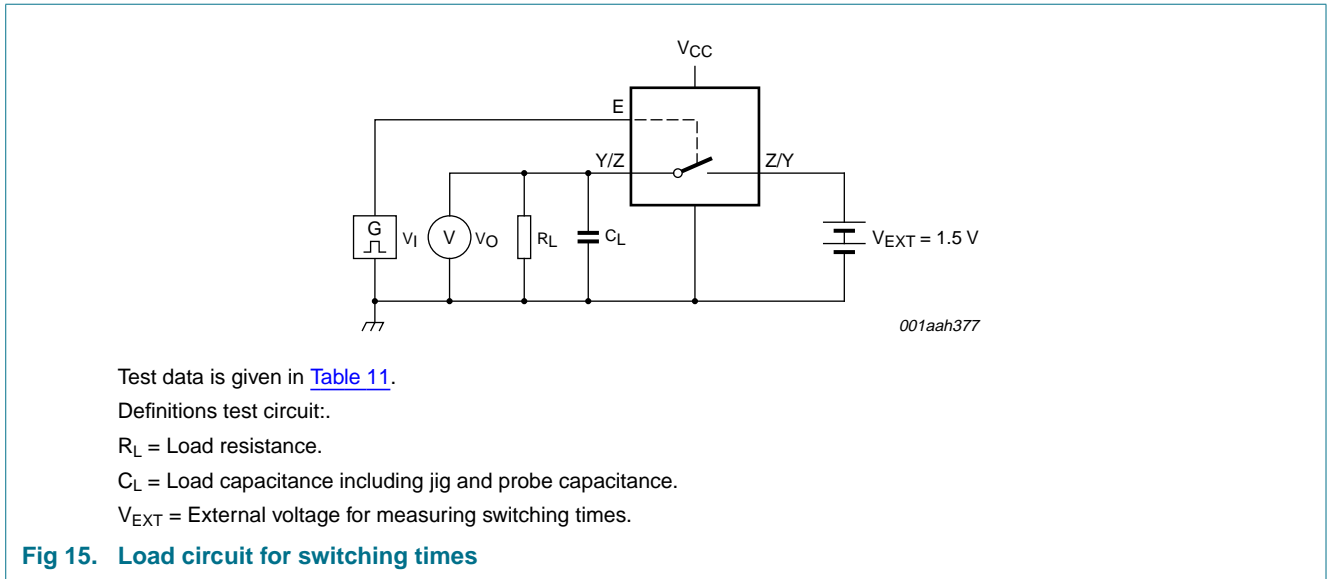 VCC
E
Y/Z Z/Y
G VI V VO RL CL VEXT = 1.5 V
001aah377
Test data is given in Table 11.
Definitions test circuit:.
RL = Load resistance.
CL = Load capacitance including jig and probe capacitance.
VEXT = External voltage for measuring switching times.
Fig 15. Load circuit for switching times